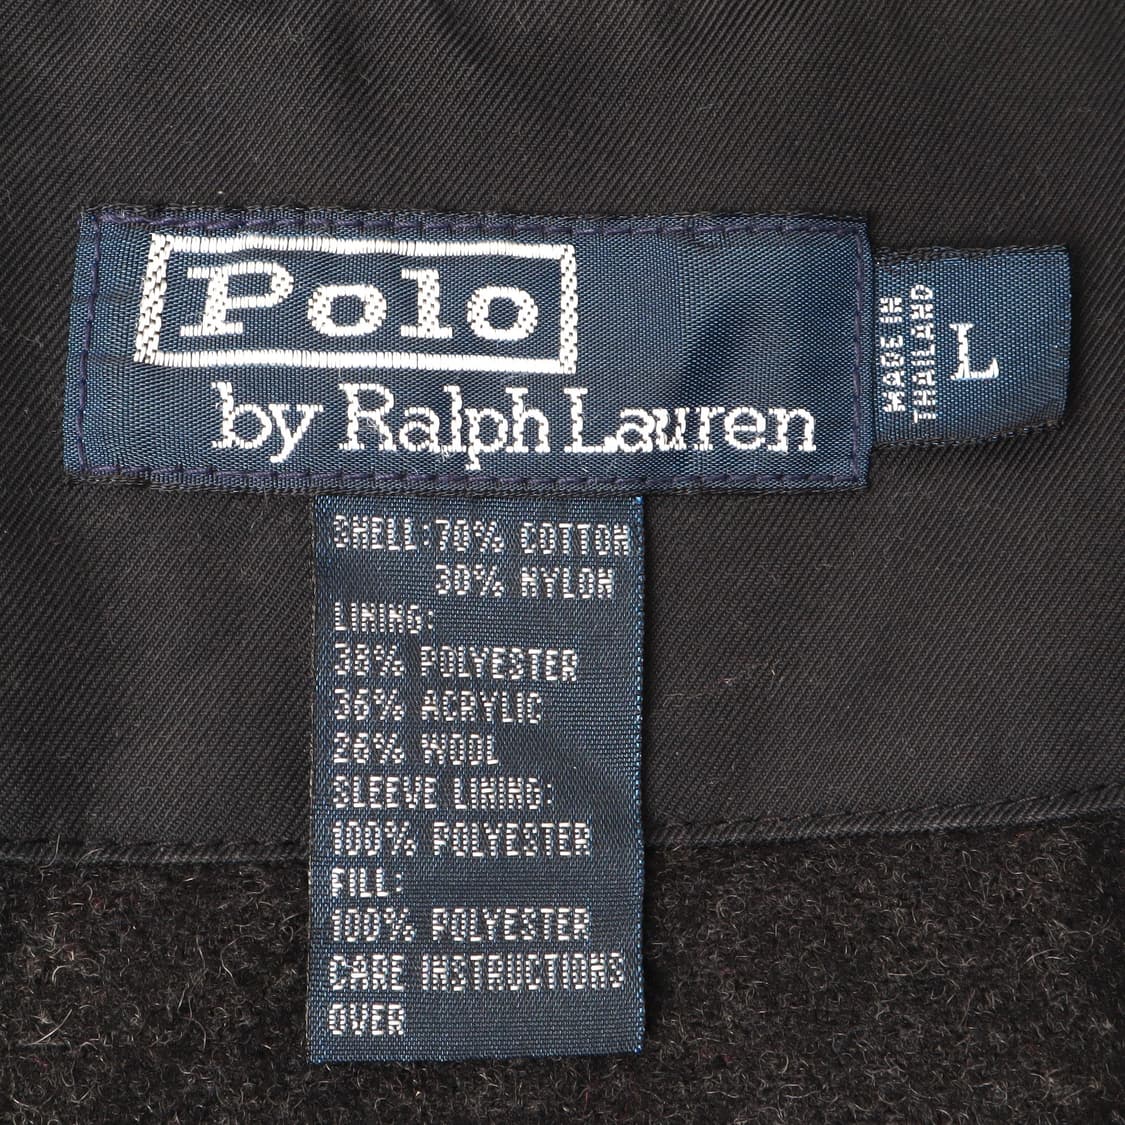 Polo
by Ralph Lauren
MADE IN
THAILAND
L
SHELL:70% COTTON
30% NYLON
LINING:
38% POLYESTER
36% ACRYLIC
26% WOOL
SLEEVE LINING:
100% POLYESTER
FILL:
100% POLYESTER
CARE INSTRUCTIONS
OVER